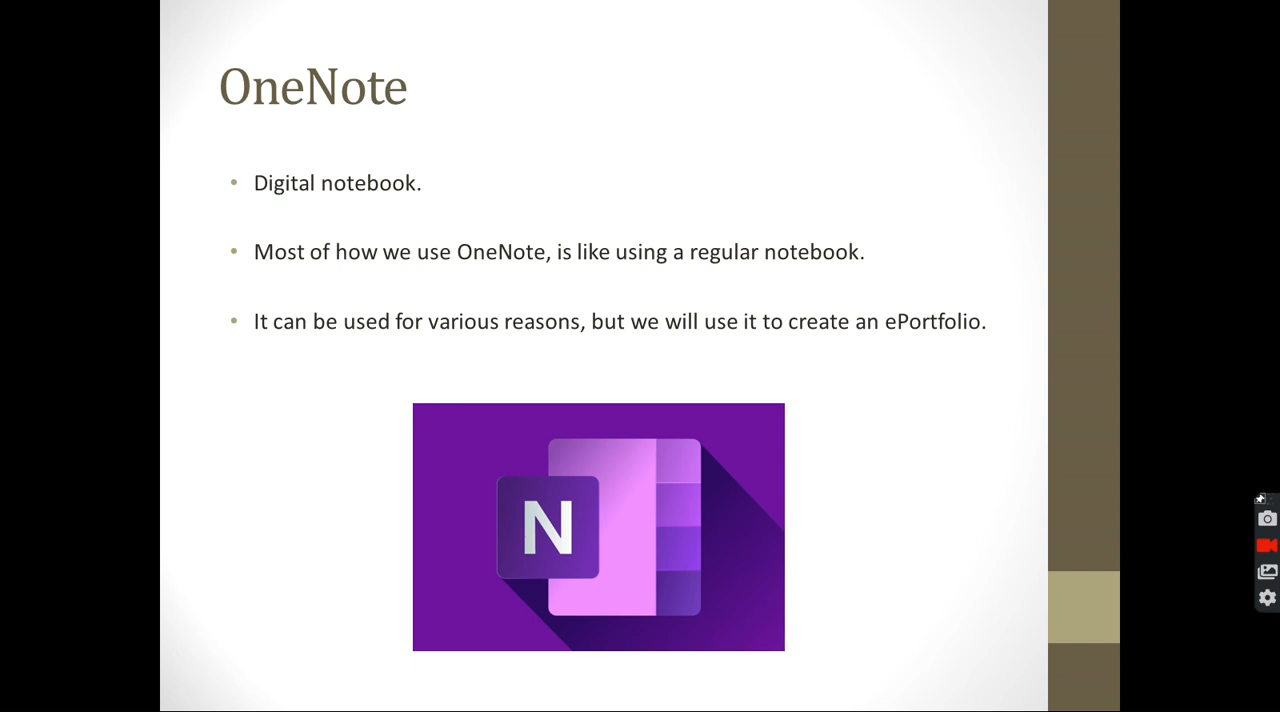 OneNote
• Digital notebook.
• Most of how we use OneNote, is like using a regular notebook.
• It can be used for various reasons, but we will use it to create an ePortfolio.
N